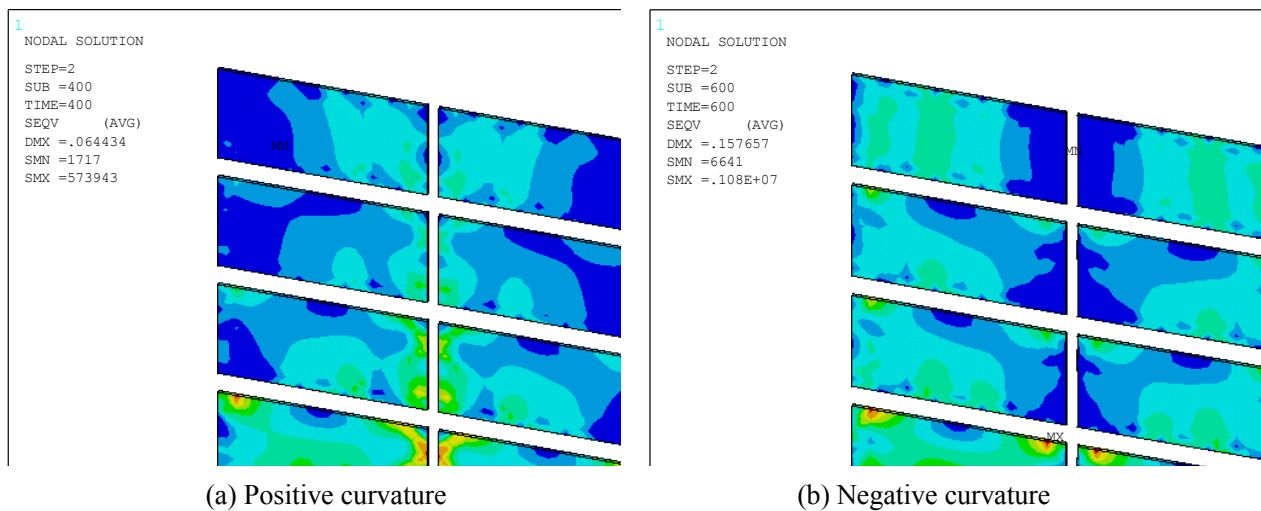 1
NODAL SOLUTION
STEP=2
SUB =400
TIME=400
SEQV (AVG)
DMX =.064434
SMN =1717
SMX =573943
MN
1
NODAL SOLUTION
STEP=2
SUB =600
TIME=600
SEQV (AVG)
DMX =.157657
SMN =6641
SMX =.108E+07
MN
MX
(a) Positive curvature
(b) Negative curvature